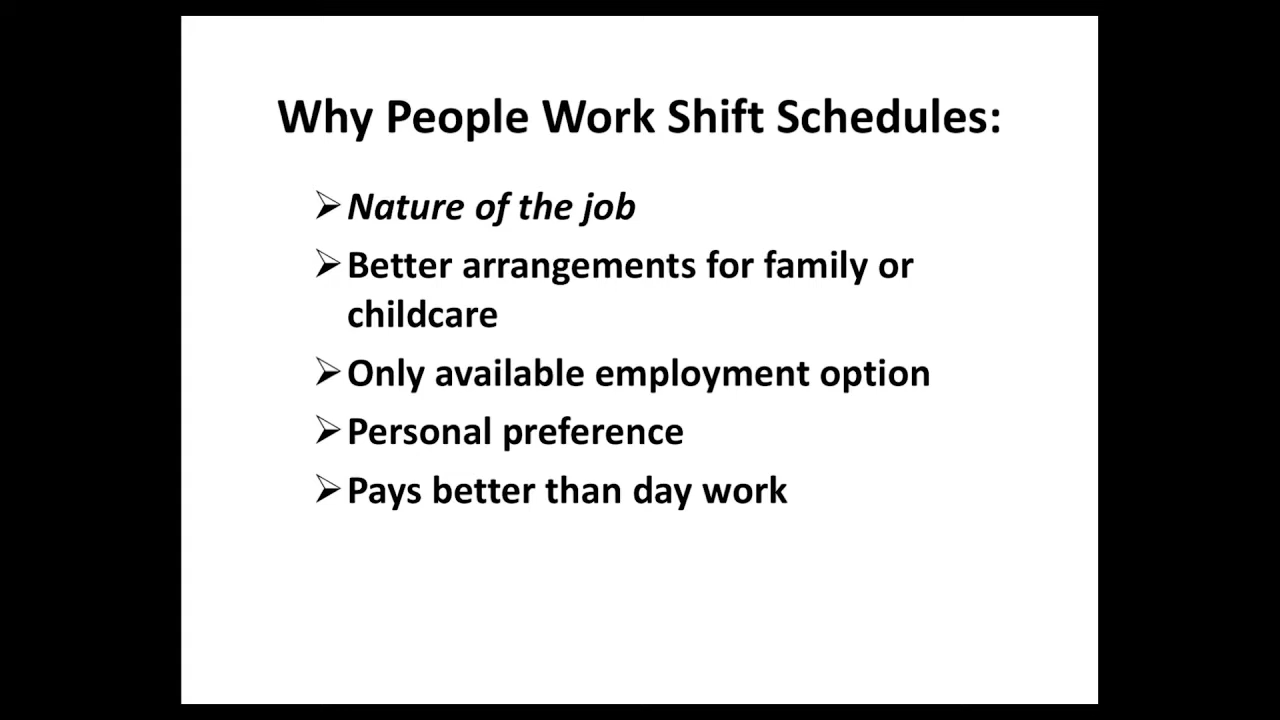 Why People Work Shift Schedules:
➢Nature of the job
➢Better arrangements for family or
childcare
➢Only available employment option
➢Personal preference
➢Pays better than day work